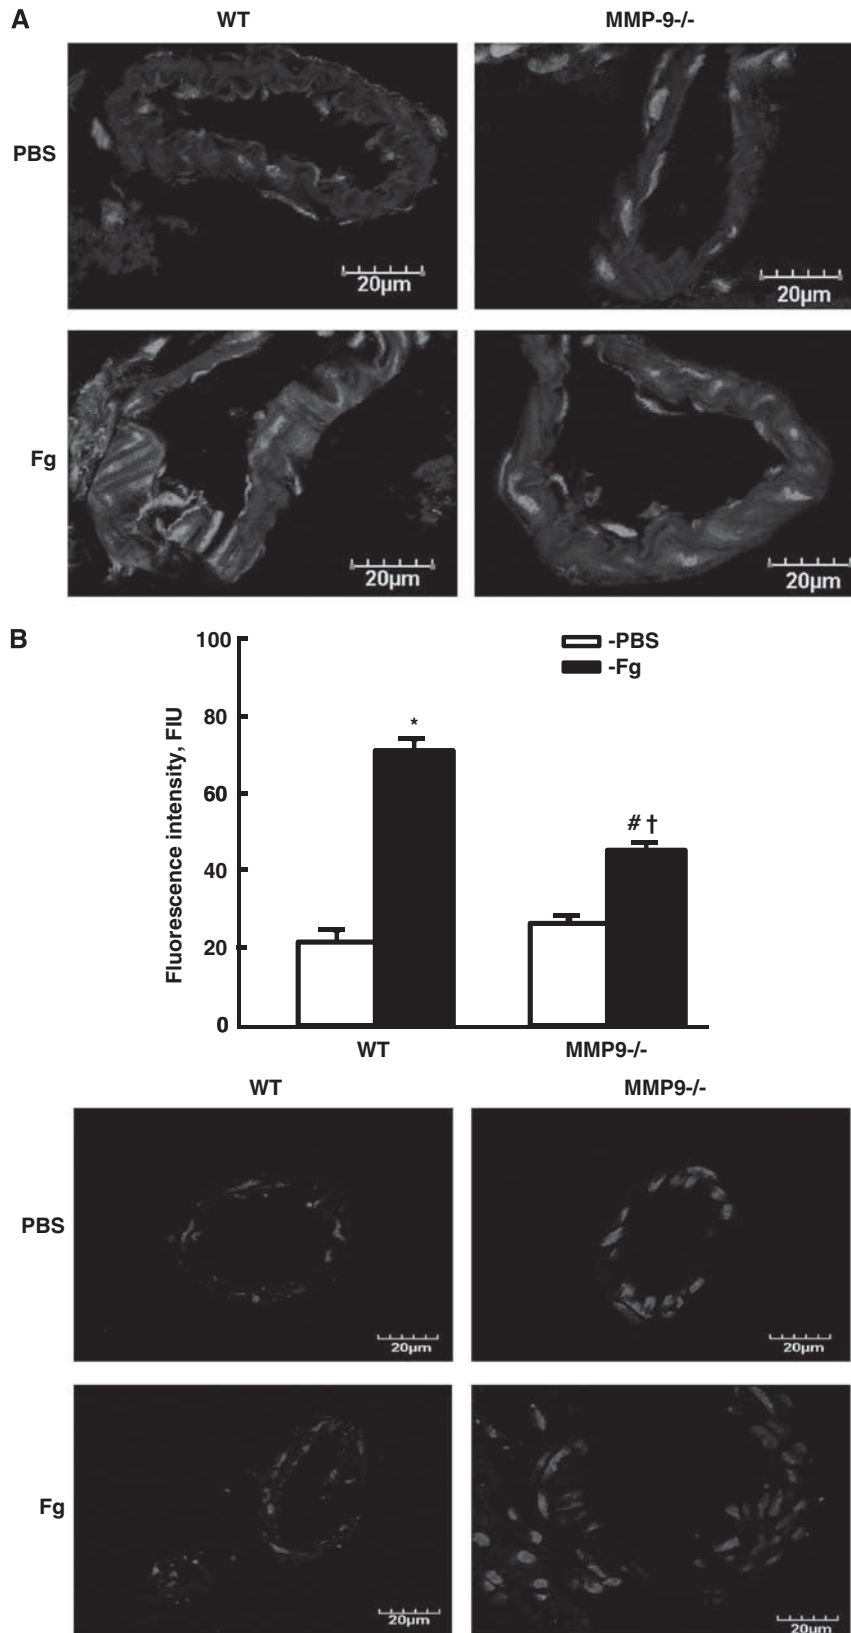 A
WT MMP-9-/-
PBS
20µm 20µm
Fg
20µm 20µm
B
100
80
60
40
20
0
Fluorescence intensity, FIU
-PBS
-Fg
*
# †
WT MMP9-/-
WT MMP9-/-
PBS
20µm 20µm
Fg
20µm 20µm